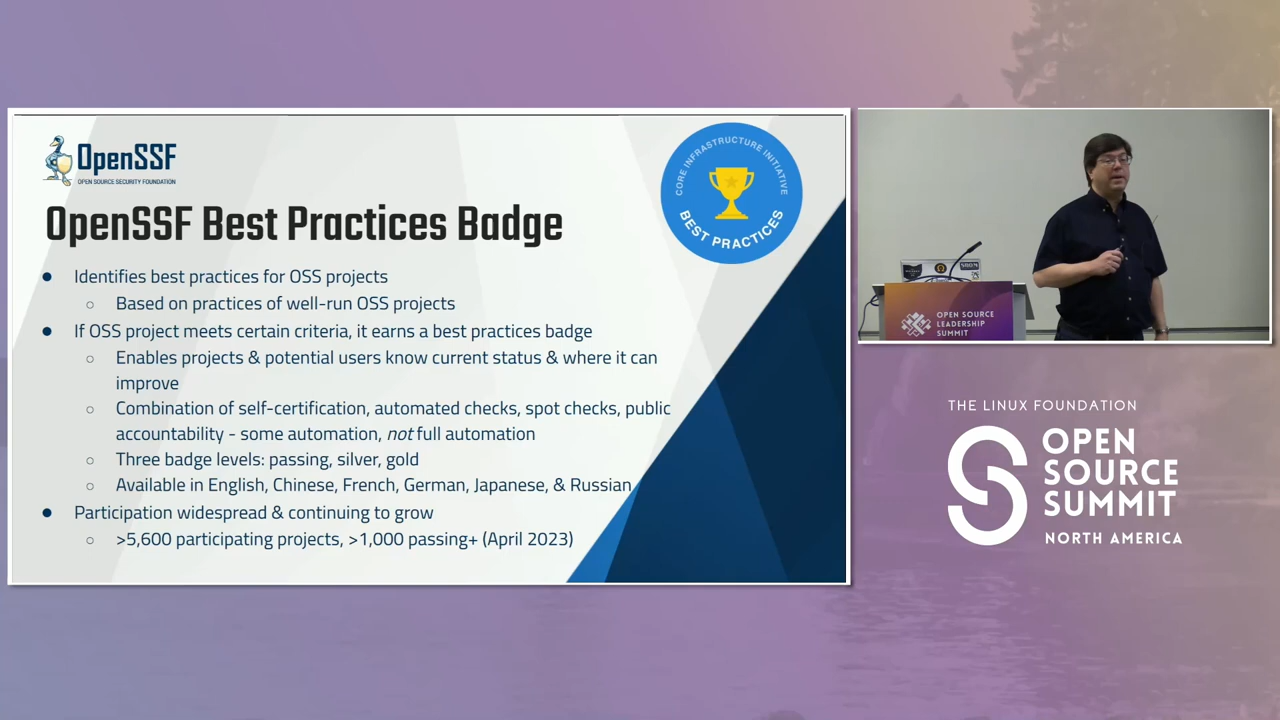 OpenSSF
OPEN SOURCE SECURITY FOUNDATION
CORE INFRASTRUCTURE INITIATIVE
BEST PRACTICES
OpenSSF Best Practices Badge
● Identifies best practices for OSS projects
○ Based on practices of well-run OSS projects
● If OSS project meets certain criteria, it earns a best practices badge
○ Enables projects & potential users know current status & where it can
improve
○ Combination of self-certification, automated checks, spot checks, public
accountability - some automation, not full automation
○ Three badge levels: passing, silver, gold
○ Available in English, Chinese, French, German, Japanese, & Russian
● Participation widespread & continuing to grow
○ >5,600 participating projects, >1,000 passing+ (April 2023)
OPEN SOURCE
LEADERSHIP
SUMMIT
THE LINUX FOUNDATION
OPEN
SOURCE
SUMMIT
NORTH AMERICA